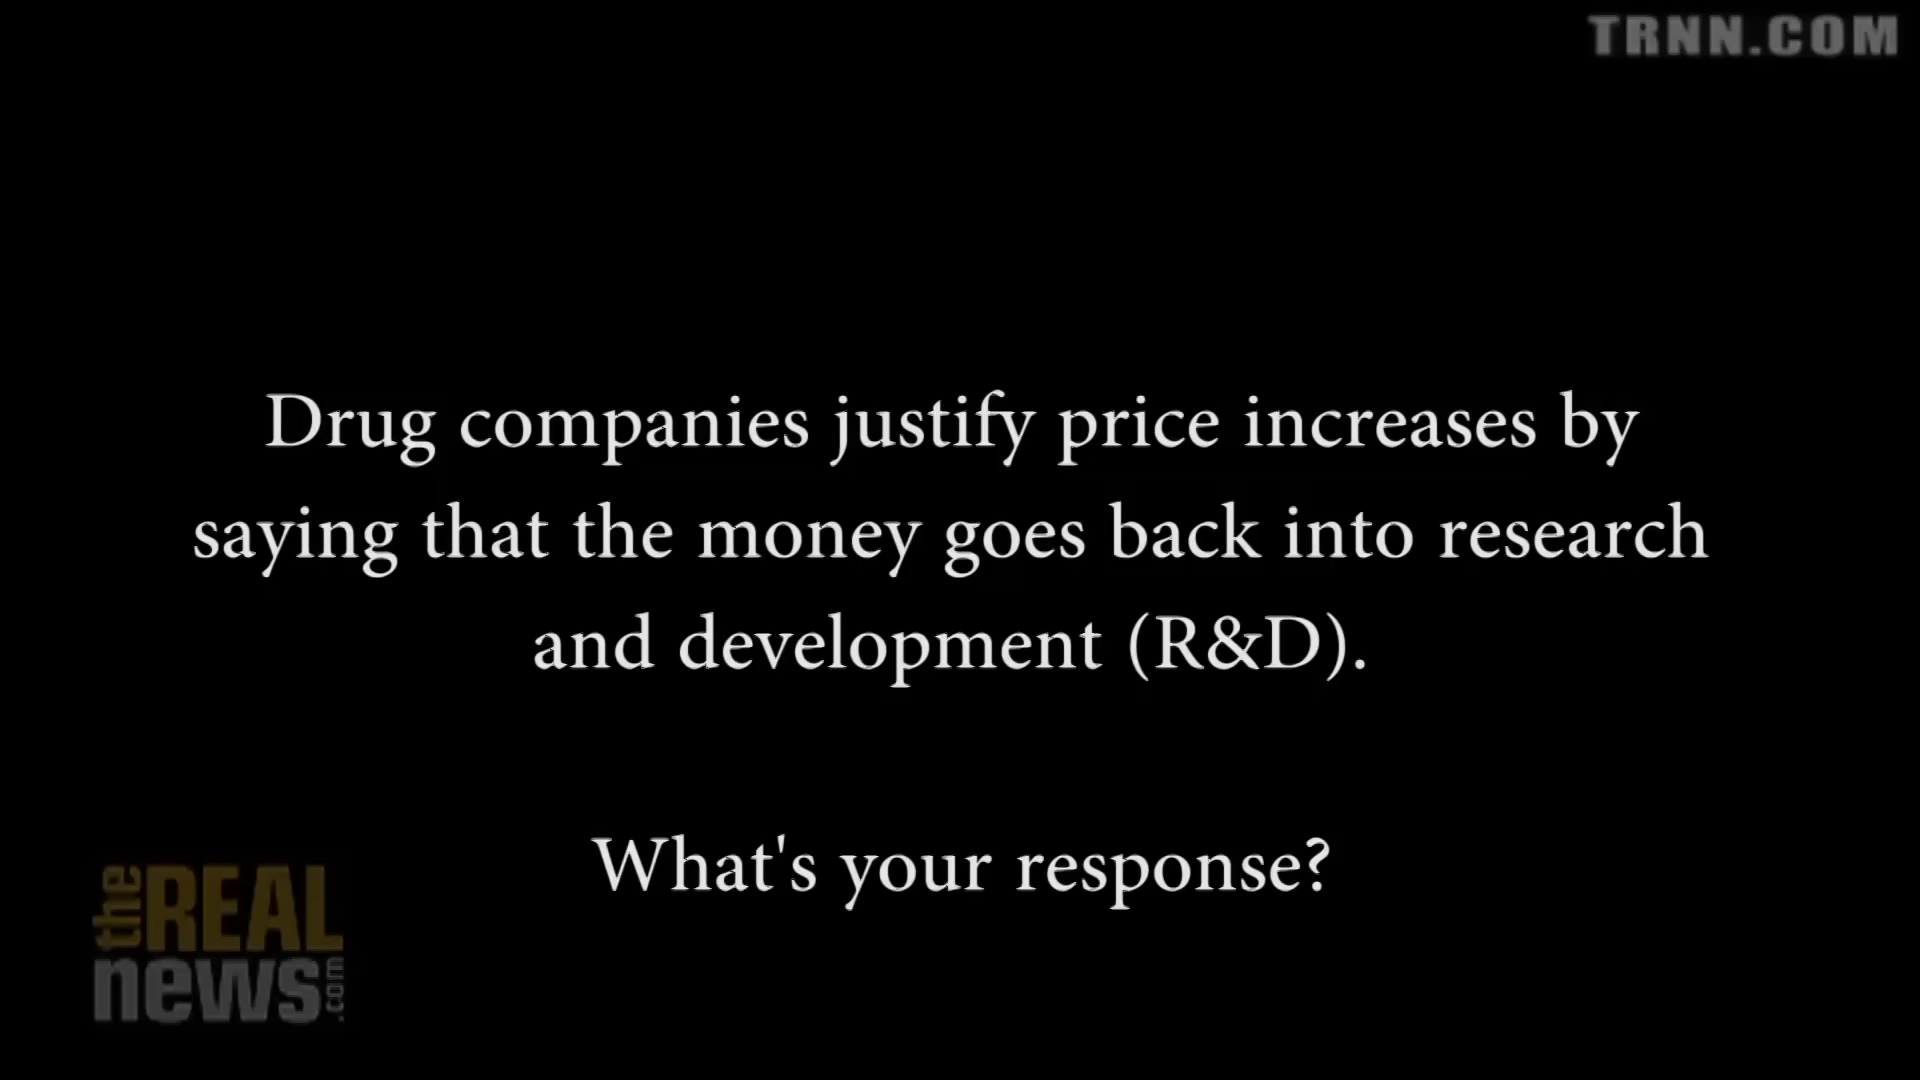 TRNN.COM
Drug companies justify price increases by
saying that the money goes back into research
and development (R&D).
What's your response?
the REAL
news.com